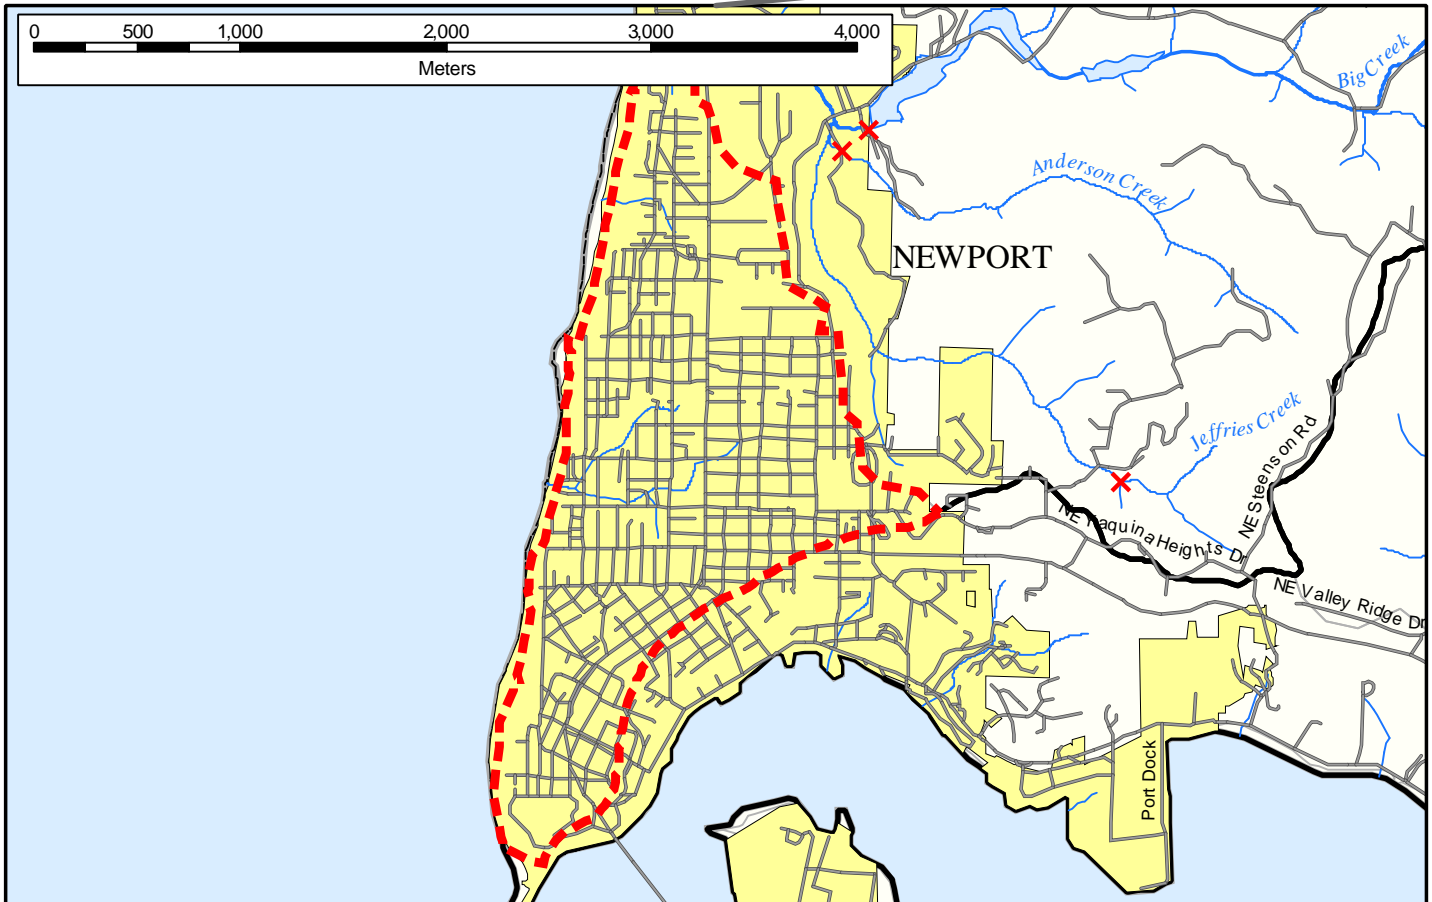 0 500 1,000 2,000 3,000 4,000
Meters
Big Creek
Anderson Creek
NEWPORT
Jeffries Creek
NE Steenson Rd
NE Yaquina Heights Dr
NE Valley Ridge Dr
Port Dock